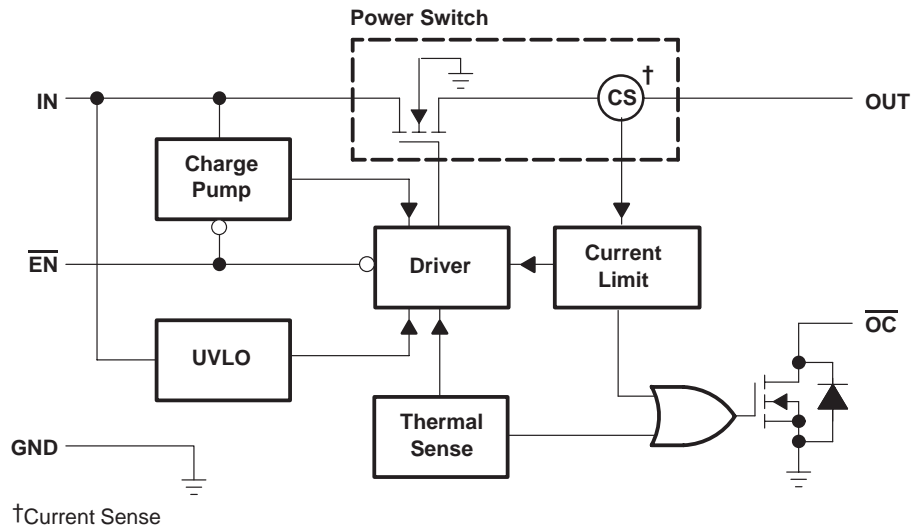 Power Switch
†
IN
CS
OUT
Charge
Pump
EN
Driver
Current
Limit
OC
UVLO
Thermal
Sense
GND
†Current Sense